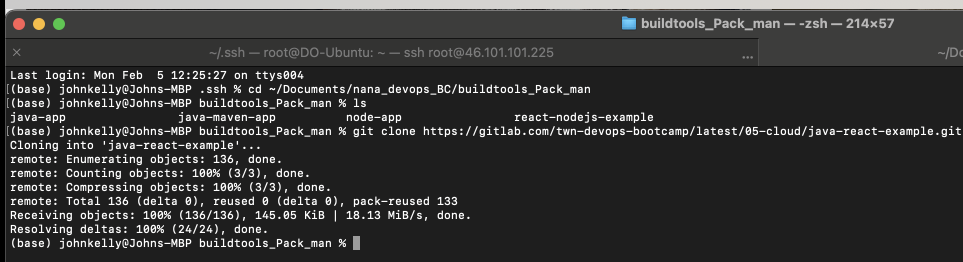 buildtools_Pack_man — -zsh — 214×57
~/.ssh — root@DO-Ubuntu: ~ — ssh root@46.101.101.225 ... ~/Do
Last login: Mon Feb  5 12:25:27 on ttys004
[(base) johnkelly@Johns-MBP .ssh % cd ~/Documents/nana_devops_BC/buildtools_Pack_man
[(base) johnkelly@Johns-MBP buildtools_Pack_man % ls
java-app java-maven-app node-app react-nodejs-example
[(base) johnkelly@Johns-MBP buildtools_Pack_man % git clone https://gitlab.com/twn-devops-bootcamp/latest/05-cloud/java-react-example.git
Cloning into 'java-react-example'...
remote: Enumerating objects: 136, done.
remote: Counting objects: 100% (3/3), done.
remote: Compressing objects: 100% (3/3), done.
remote: Total 136 (delta 0), reused 0 (delta 0), pack-reused 133
Receiving objects: 100% (136/136), 145.05 KiB | 18.13 MiB/s, done.
Resolving deltas: 100% (24/24), done.
(base) johnkelly@Johns-MBP buildtools_Pack_man %